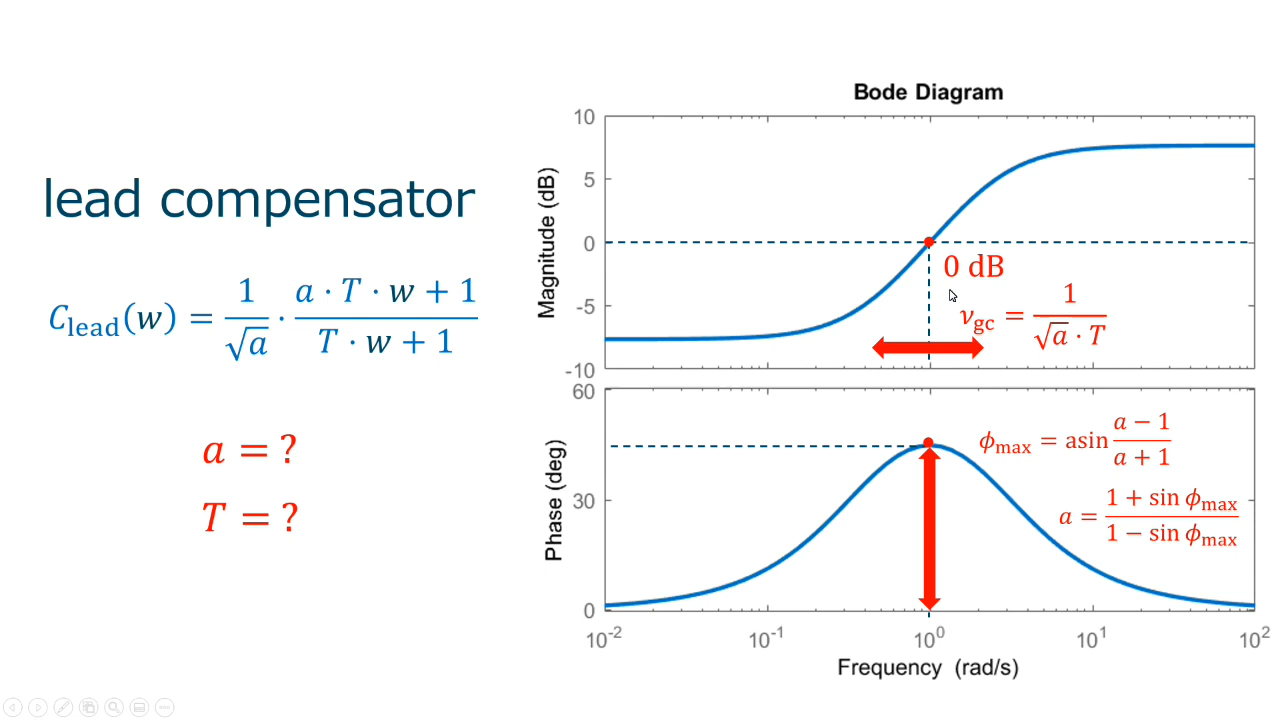 lead compensator
C_lead(w) = 1/√a · (a · T · w + 1)/(T · w + 1)
a = ?
T = ?
Bode Diagram
Magnitude (dB)
10
5
0
-5
-10
0 dB
ν_gc = 1/(√a · T)
Phase (deg)
60
30
0
ϕ_max = asin (a − 1)/(a + 1)
a = (1 + sin ϕ_max)/(1 − sin ϕ_max)
10^-2 10^-1 10^0 10^1 10^2
Frequency (rad/s)